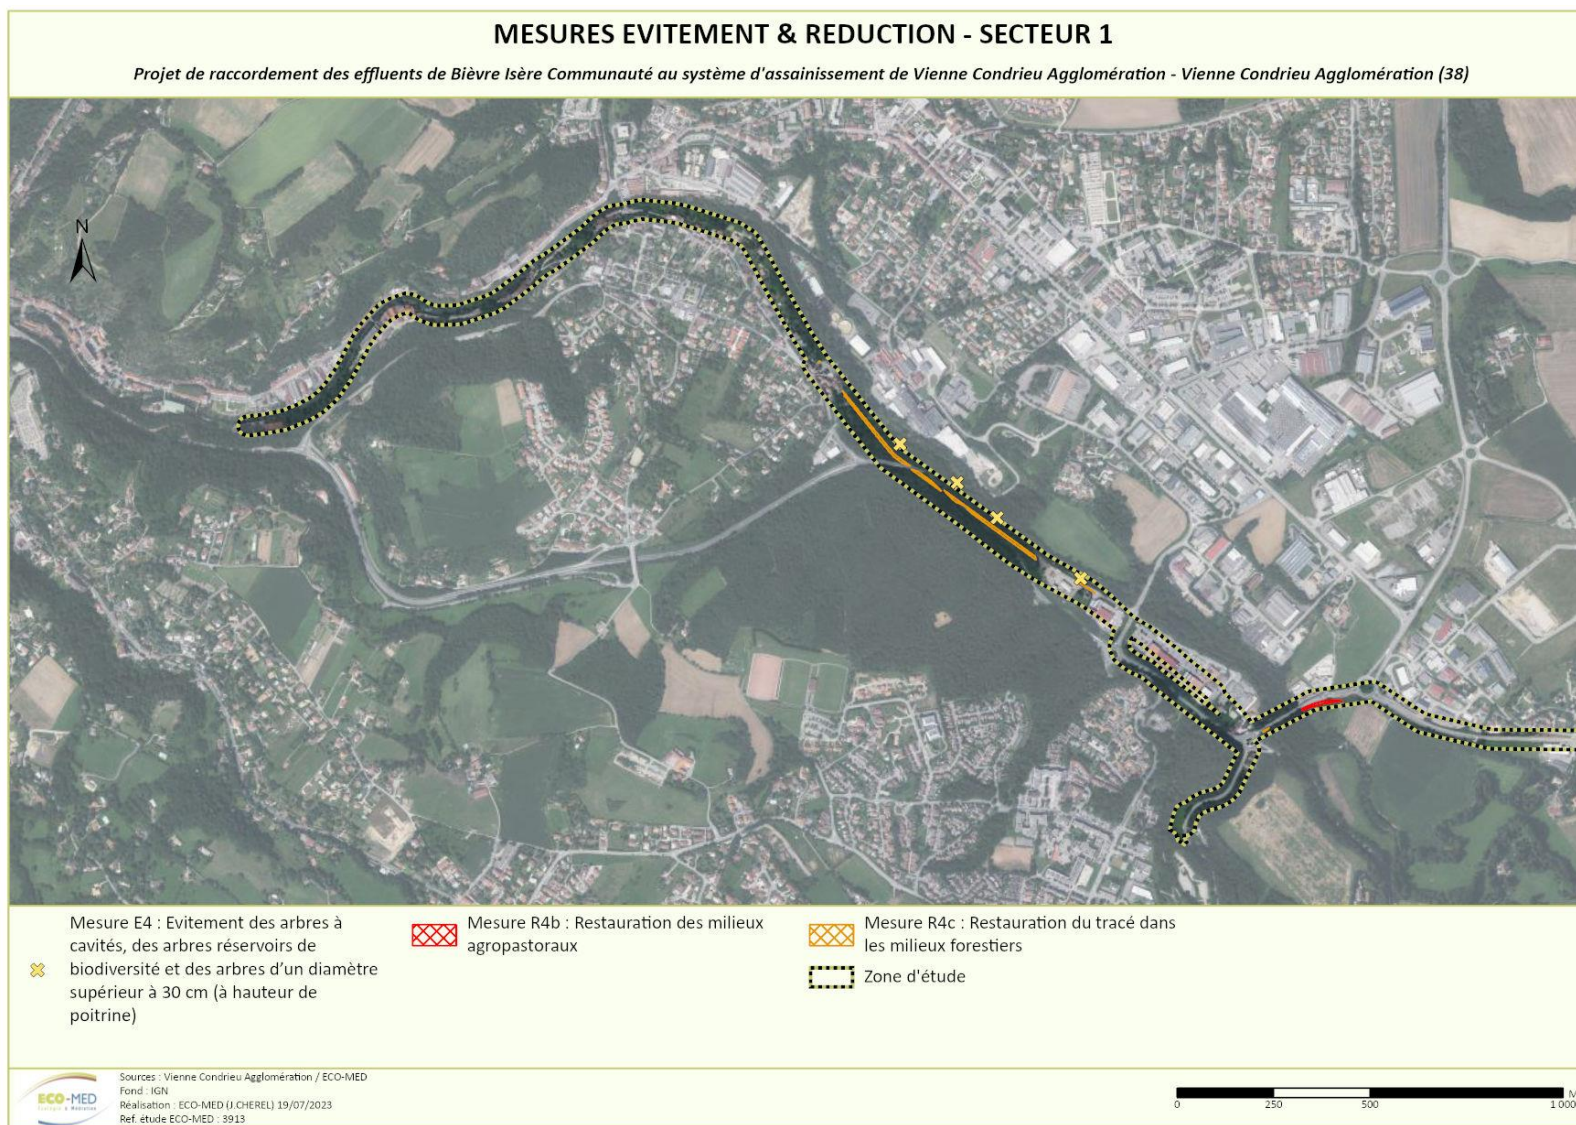 MESURES EVITEMENT & REDUCTION - SECTEUR 1
Projet de raccordement des effluents de Bièvre Isère Communauté au système d'assainissement de Vienne Condrieu Agglomération - Vienne Condrieu Agglomération (38)
N
Mesure E4 : Evitement des arbres à
cavités, des arbres réservoirs de
biodiversité et des arbres d’un diamètre
supérieur à 30 cm (à hauteur de
poitrine)
Mesure R4b : Restauration des milieux
agropastoraux
Mesure R4c : Restauration du tracé dans
les milieux forestiers
Zone d'étude
ECO-MED
Ecologie & Médiation
Sources : Vienne Condrieu Agglomération / ECO-MED
Fond : IGN
Réalisation : ECO-MED (J.CHEREL) 19/07/2023
Ref. étude ECO-MED : 3913
M
0 250 500 1 000